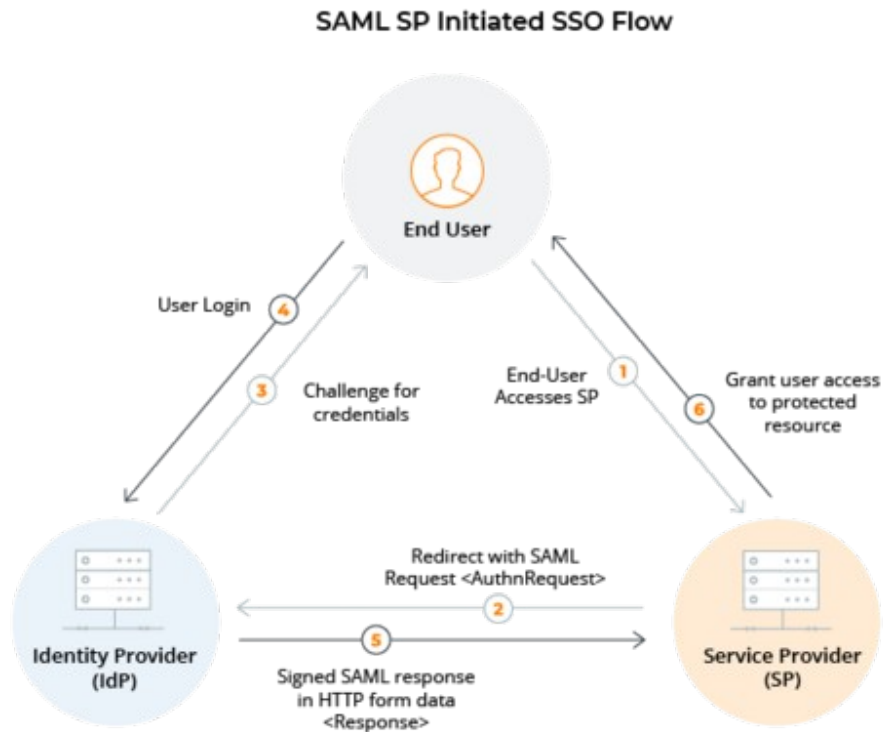 SAML SP Initiated SSO Flow
End User
User Login
4
3
Challenge for
credentials
End-User
Accesses SP
1
6
Grant user access
to protected
resource
Redirect with SAML
Request <AuthnRequest>
2
5
Signed SAML response
in HTTP form data
<Response>
Identity Provider
(IdP)
Service Provider
(SP)